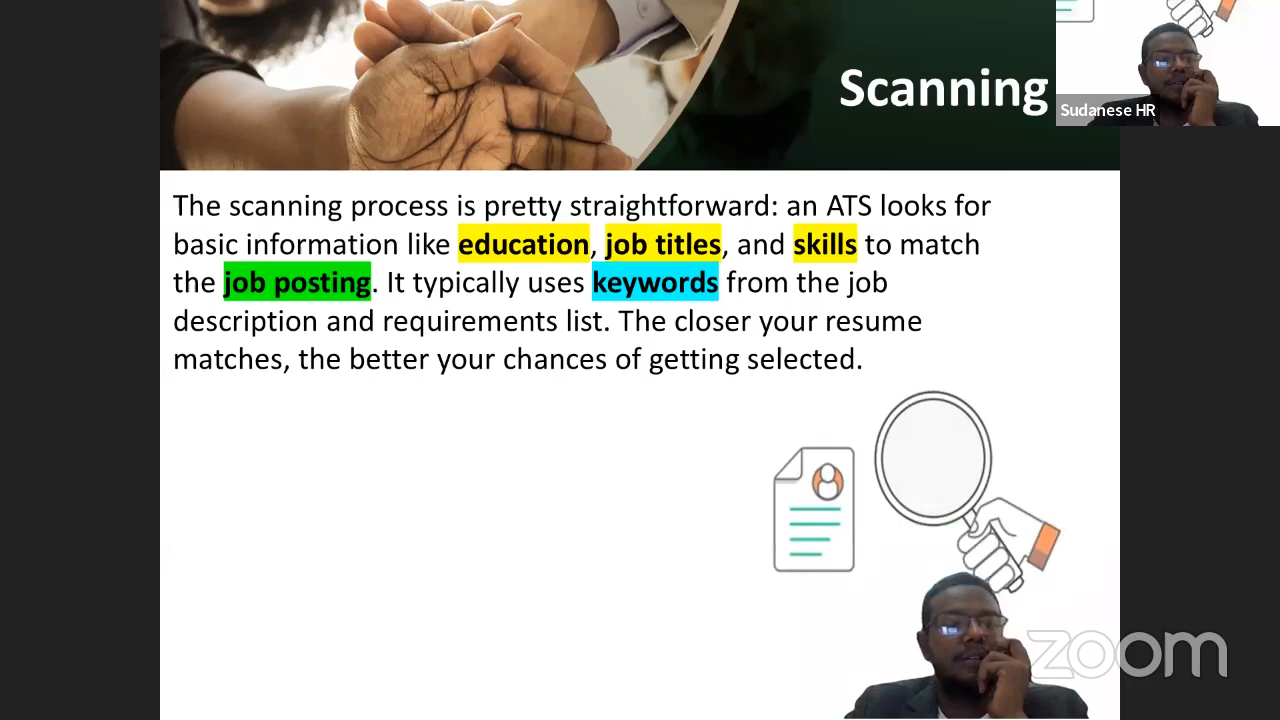 Scanning
Sudanese HR
The scanning process is pretty straightforward: an ATS looks for
basic information like education, job titles, and skills to match
the job posting. It typically uses keywords from the job
description and requirements list. The closer your resume
matches, the better your chances of getting selected.
zoom